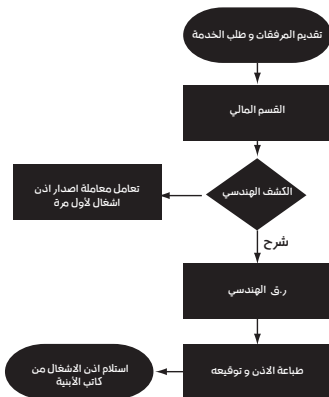 تقديم المرفقات و طلب الخدمة
القسم المالي
الكشف الهندسي
تعامل معاملة اصدار اذن
اشغال لأول مرة
شرح
ر.ق الهندسي
طباعة الاذن و توقيعه
استلام اذن الاشغال من
كاتب الأبنية